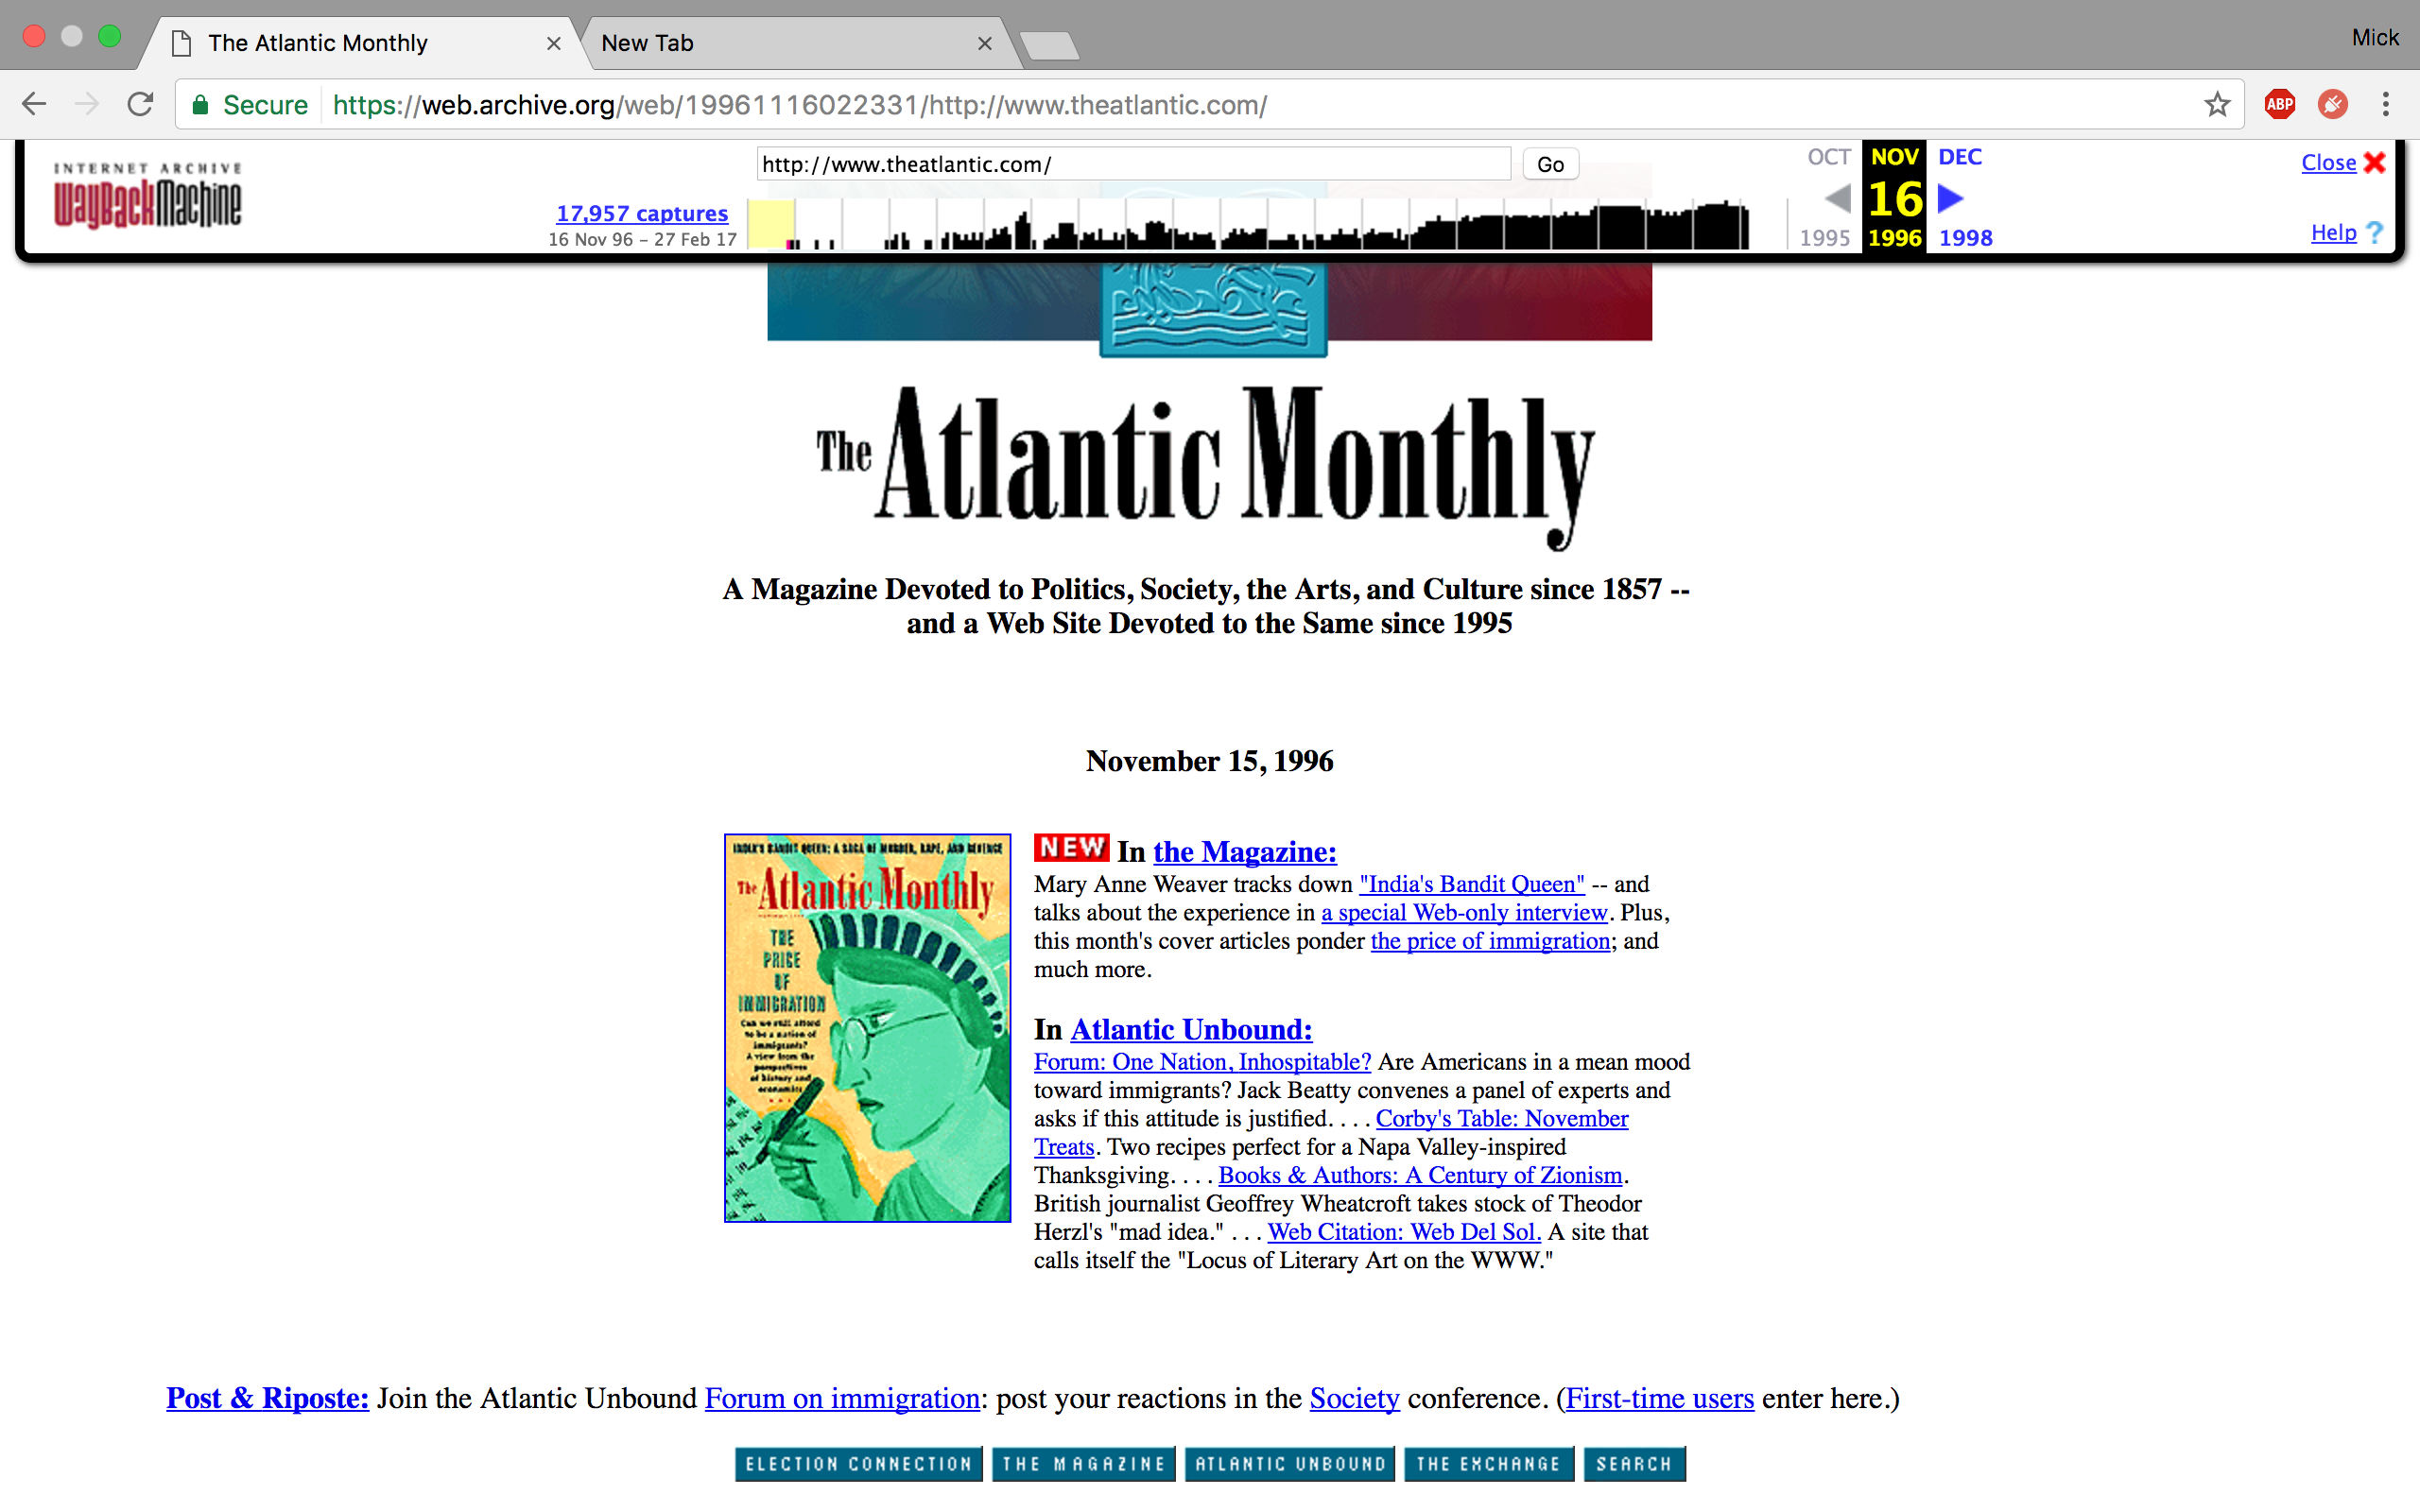 The Atlantic Monthly
New Tab
Mick
Secure https://web.archive.org/web/19961116022331/http://www.theatlantic.com/
ABP
INTERNET ARCHIVE
WayBackMachine
http://www.theatlantic.com/ Go
17,957 captures
16 Nov 96 – 27 Feb 17
OCT NOV DEC
16
1995 1996 1998
Close
Help ?
The Atlantic Monthly
A Magazine Devoted to Politics, Society, the Arts, and Culture since 1857 --
and a Web Site Devoted to the Same since 1995
November 15, 1996
INDIA'S BANDIT QUEEN: A SAGA OF MURDER, RAPE, AND REVENGE
The Atlantic Monthly
THE
PRICE
OF
IMMIGRATION
Can we still afford
to be a nation of
immigrants?
A view from the
perspectives
of history and
economics
NEW In the Magazine:
Mary Anne Weaver tracks down "India's Bandit Queen" -- and
talks about the experience in a special Web-only interview. Plus,
this month's cover articles ponder the price of immigration; and
much more.
In Atlantic Unbound:
Forum: One Nation, Inhospitable? Are Americans in a mean mood
toward immigrants? Jack Beatty convenes a panel of experts and
asks if this attitude is justified. . . . Corby's Table: November
Treats. Two recipes perfect for a Napa Valley-inspired
Thanksgiving. . . . Books & Authors: A Century of Zionism.
British journalist Geoffrey Wheatcroft takes stock of Theodor
Herzl's "mad idea." . . . Web Citation: Web Del Sol. A site that
calls itself the "Locus of Literary Art on the WWW."
Post & Riposte: Join the Atlantic Unbound Forum on immigration: post your reactions in the Society conference. (First-time users enter here.)
ELECTION CONNECTION THE MAGAZINE ATLANTIC UNBOUND THE EXCHANGE SEARCH